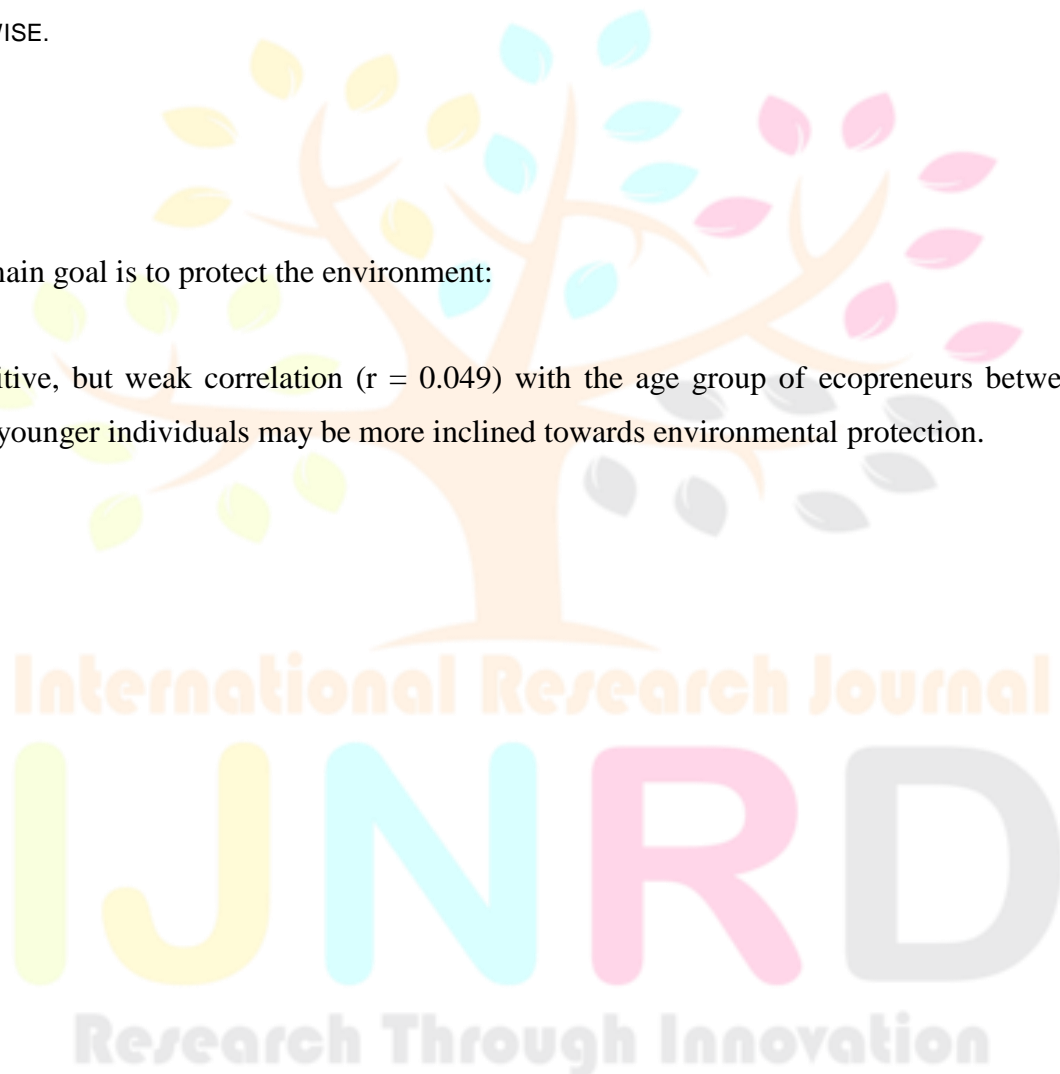 WISE.
main goal is to protect the environment:
itive, but weak correlation (r = 0.049) with the age group of ecopreneurs betwe
younger individuals may be more inclined towards environmental protection.
International Research Journal
IJNRD
Research Through Innovation